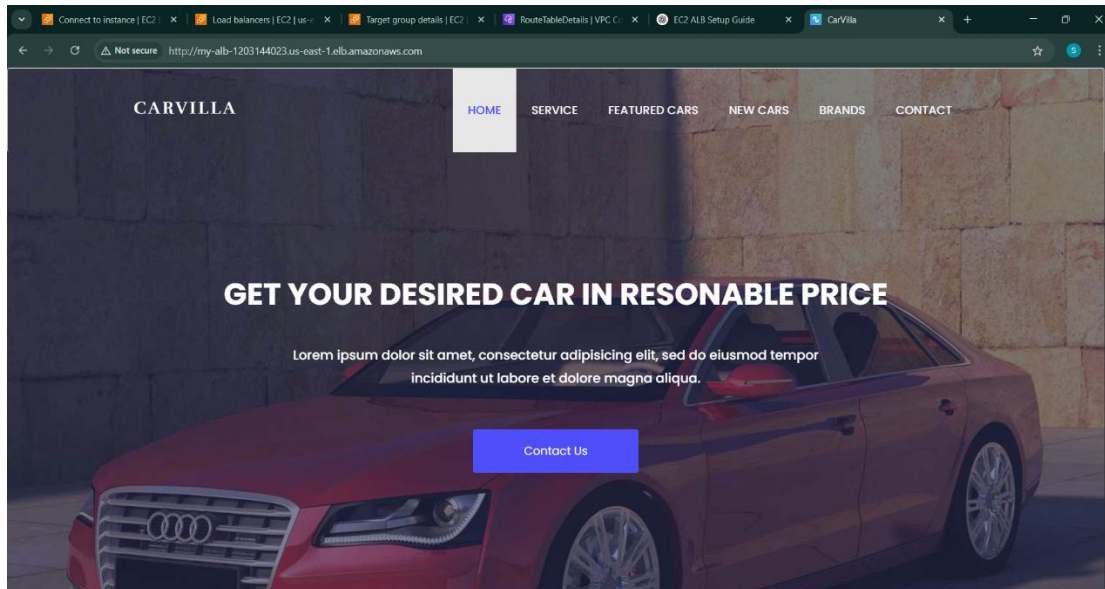 Connect to instance | EC2 |
Load balancers | EC2 | us-e
Target group details | EC2 |
RouteTableDetails | VPC Co
EC2 ALB Setup Guide
CarVilla
Not secure http://my-alb-1203144023.us-east-1.elb.amazonaws.com
S
CARVILLA
HOME
SERVICE
FEATURED CARS
NEW CARS
BRANDS
CONTACT
GET YOUR DESIRED CAR IN RESONABLE PRICE
Lorem ipsum dolor sit amet, consectetur adipisicing elit, sed do eiusmod tempor
incididunt ut labore et dolore magna aliqua.
Contact Us